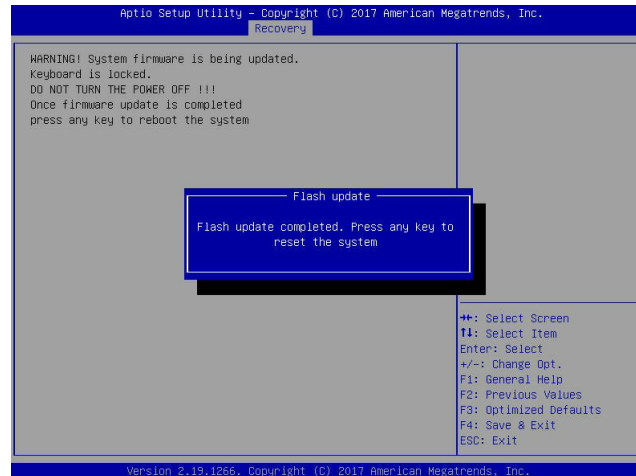 Aptio Setup Utility – Copyright (C) 2017 American Megatrends, Inc.
Recovery
WARNING! System firmware is being updated.
Keyboard is locked.
DO NOT TURN THE POWER OFF !!!
Once firmware update is completed
press any key to reboot the system
Flash update
Flash update completed. Press any key to
reset the system
→←: Select Screen
↑↓: Select Item
Enter: Select
+/-: Change Opt.
F1: General Help
F2: Previous Values
F3: Optimized Defaults
F4: Save & Exit
ESC: Exit
Version 2.19.1266. Copyright (C) 2017 American Megatrends, Inc.